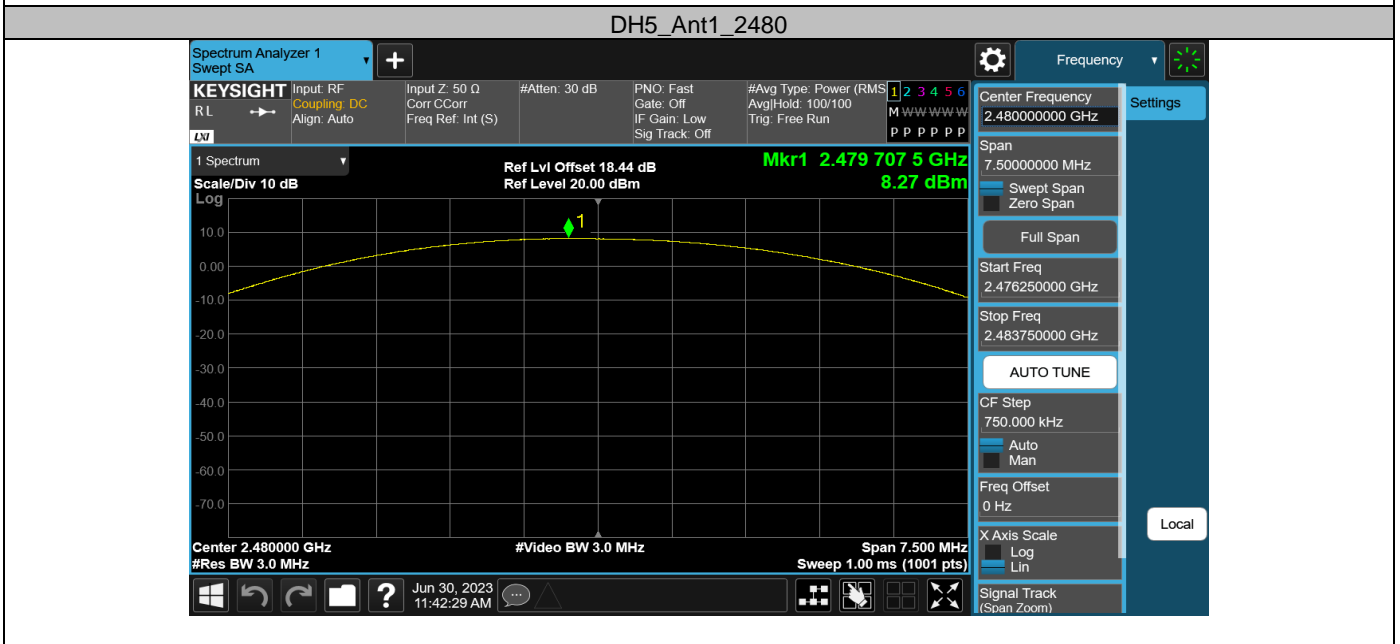 DH5_Ant1_2480
Spectrum Analyzer 1
Swept SA
Frequency
KEYSIGHT
RL
LXI
Input: RF
Coupling: DC
Align: Auto
Input Z: 50 Ω
Corr CCorr
Freq Ref: Int (S)
#Atten: 30 dB
PNO: Fast
Gate: Off
IF Gain: Low
Sig Track: Off
#Avg Type: Power (RMS
Avg|Hold: 100/100
Trig: Free Run
1 2 3 4 5 6
M W W W W W
P P P P P P
1 Spectrum
Scale/Div 10 dB
Ref Lvl Offset 18.44 dB
Ref Level 20.00 dBm
Mkr1 2.479 707 5 GHz
8.27 dBm
Log
1
10.0
0.00
-10.0
-20.0
-30.0
-40.0
-50.0
-60.0
-70.0
Center 2.480000 GHz
#Res BW 3.0 MHz
#Video BW 3.0 MHz
Span 7.500 MHz
Sweep 1.00 ms (1001 pts)
Jun 30, 2023
11:42:29 AM
Center Frequency
2.480000000 GHz
Span
7.50000000 MHz
Swept Span
Zero Span
Full Span
Start Freq
2.476250000 GHz
Stop Freq
2.483750000 GHz
AUTO TUNE
CF Step
750.000 kHz
Auto
Man
Freq Offset
0 Hz
X Axis Scale
Log
Lin
Signal Track
(Span Zoom)
Settings
Local